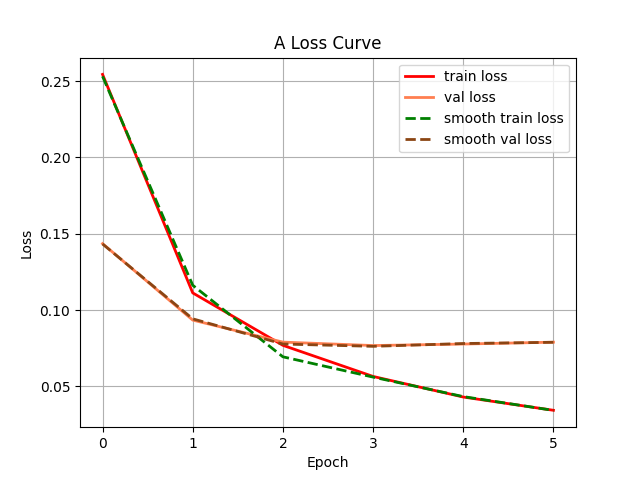 A Loss Curve
train loss
val loss
smooth train loss
smooth val loss
0.25
0.20
0.15
0.10
0.05
Loss
0 1 2 3 4 5
Epoch